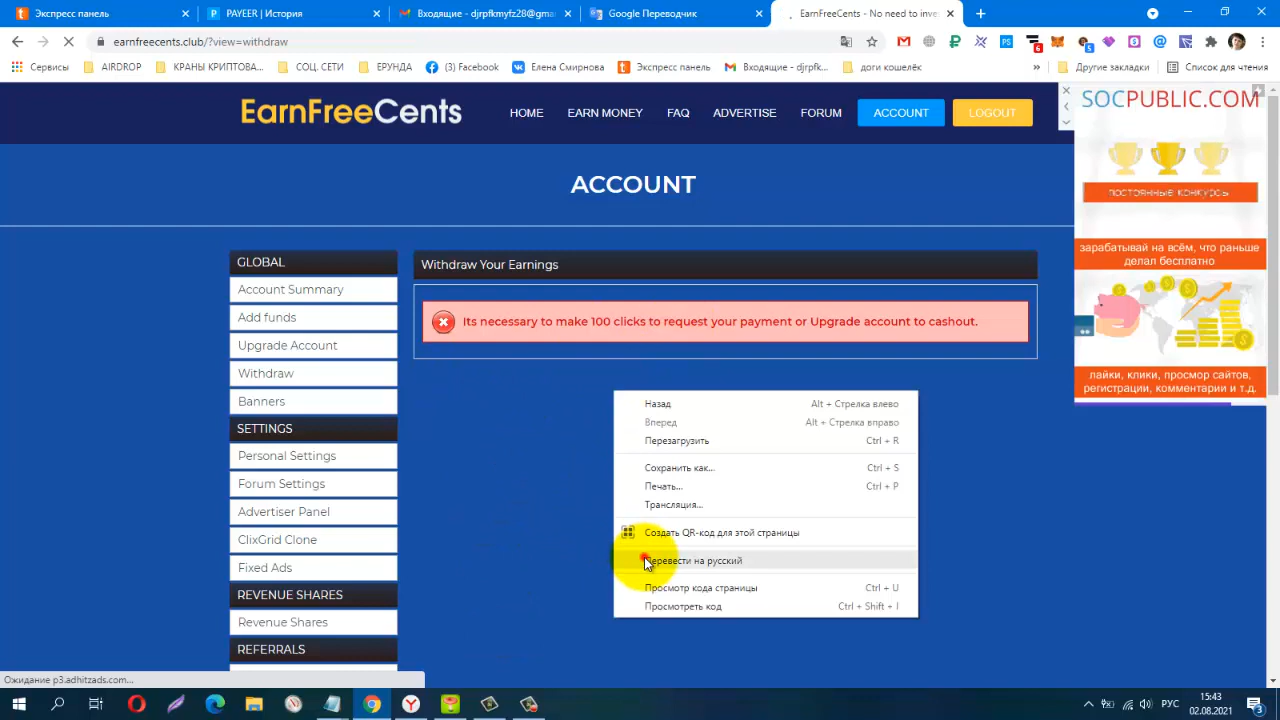 Экспресс панель
PAYEER | История
Входящие - djrpfkmyfz28@gma
Google Переводчик
EarnFreeCents - No need to inve
earnfreecents.club/?view=withdraw
6
5
Сервисы
AIRDROP
КРАНЫ КРИПТОВА...
СОЦ. СЕТИ
ЕРУНДА
(3) Facebook
Елена Смирнова
Экспресс панель
Входящие - djrpfk...
доги кошелёк
»
Другие закладки
Список для чтения
EarnFreeCents
HOME
EARN MONEY
FAQ
ADVERTISE
FORUM
ACCOUNT
LOGOUT
SOCPUBLIC.COM
ПОСТОЯННЫЕ КОНКУРСЫ
зарабатывай на всём, что раньше
делал бесплатно
лайки, клики, просмотр сайтов,
регистрации, комментарии и т.д.
ACCOUNT
GLOBAL
Account Summary
Add funds
Upgrade Account
Withdraw
Banners
SETTINGS
Personal Settings
Forum Settings
Advertiser Panel
ClixGrid Clone
Fixed Ads
REVENUE SHARES
Revenue Shares
REFERRALS
Withdraw Your Earnings
Its necessary to make 100 clicks to request your payment or Upgrade account to cashout.
Назад Alt + Стрелка влево
Вперед Alt + Стрелка вправо
Перезагрузить Ctrl + R
Сохранить как... Ctrl + S
Печать... Ctrl + P
Трансляция...
Создать QR-код для этой страницы
Перевести на русский
Просмотр кода страницы Ctrl + U
Просмотреть код Ctrl + Shift + I
Ожидание p3.adhitzads.com...
РУС
15:43
02.08.2021
3